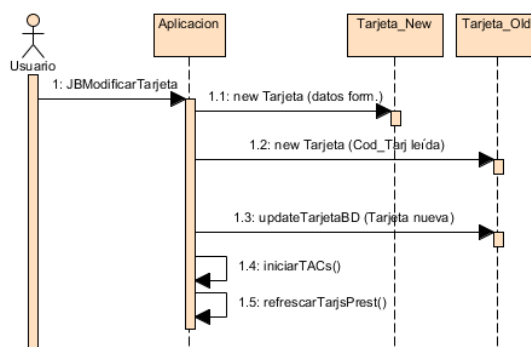 Aplicacion
Tarjeta_New
Tarjeta_Old
Usuario
1: JBModificarTarjeta
1.1: new Tarjeta (datos form.)
1.2: new Tarjeta (Cod_Tarj leída)
1.3: updateTarjetaBD (Tarjeta nueva)
1.4: iniciarTACs()
1.5: refrescarTarjsPrest()